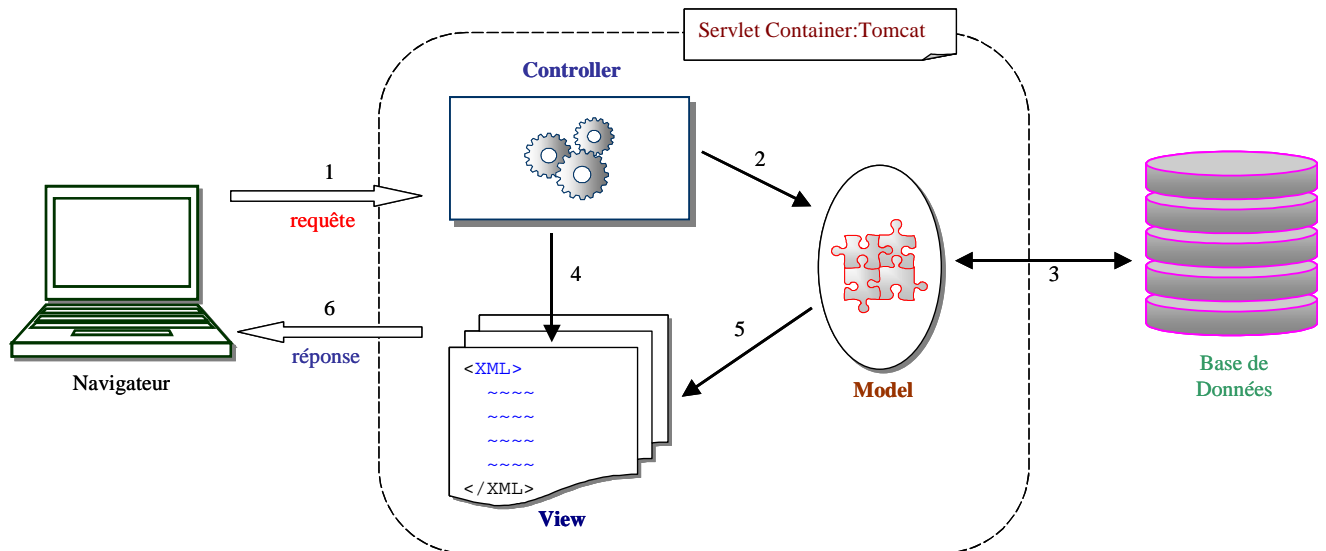 Servlet Container:Tomcat
Controller
1
requête
2
3
4
5
6
réponse
Navigateur
<XML>
~~~~
~~~~
~~~~
~~~~
</XML>
View
Model
Base de
Données